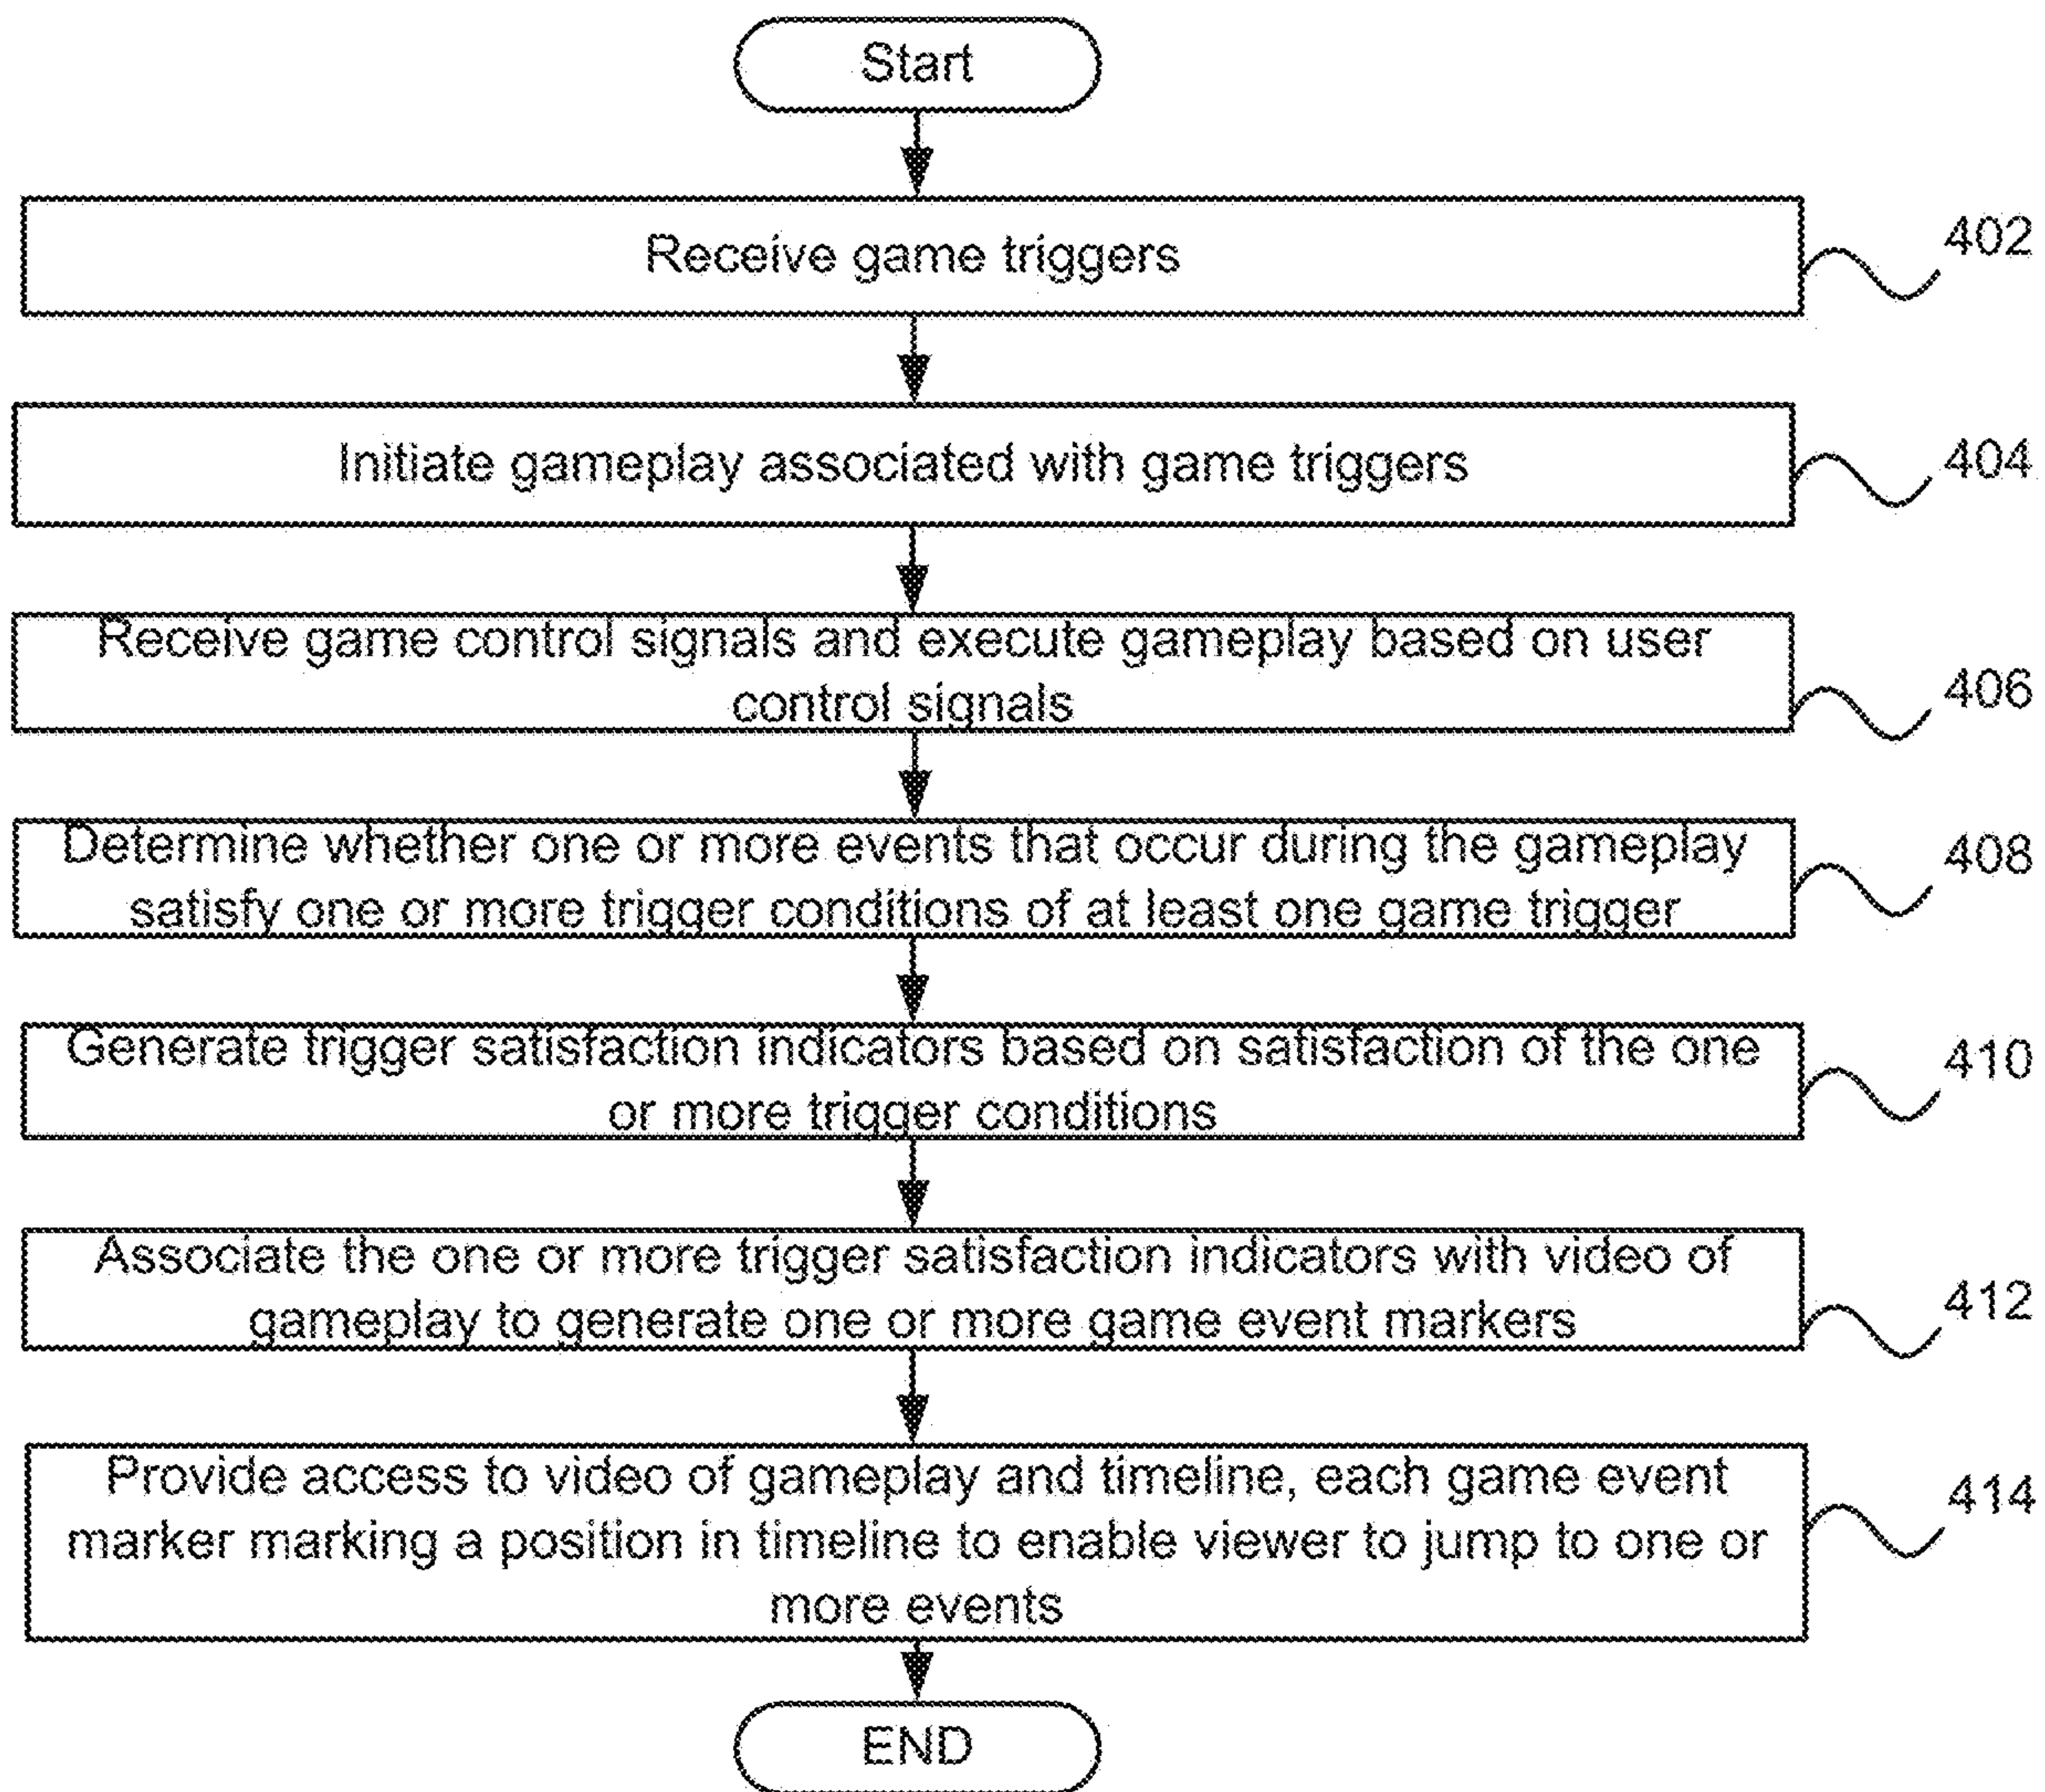 Start
Receive game triggers
402
Initiate gameplay associated with game triggers
404
Receive game control signals and execute gameplay based on user
control signals
406
Determine whether one or more events that occur during the gameplay
satisfy one or more trigger conditions of at least one game trigger
408
Generate trigger satisfaction indicators based on satisfaction of the one
or more trigger conditions
410
Associate the one or more trigger satisfaction indicators with video of
gameplay to generate one or more game event markers
412
Provide access to video of gameplay and timeline, each game event
marker marking a position in timeline to enable viewer to jump to one or
more events
414
END